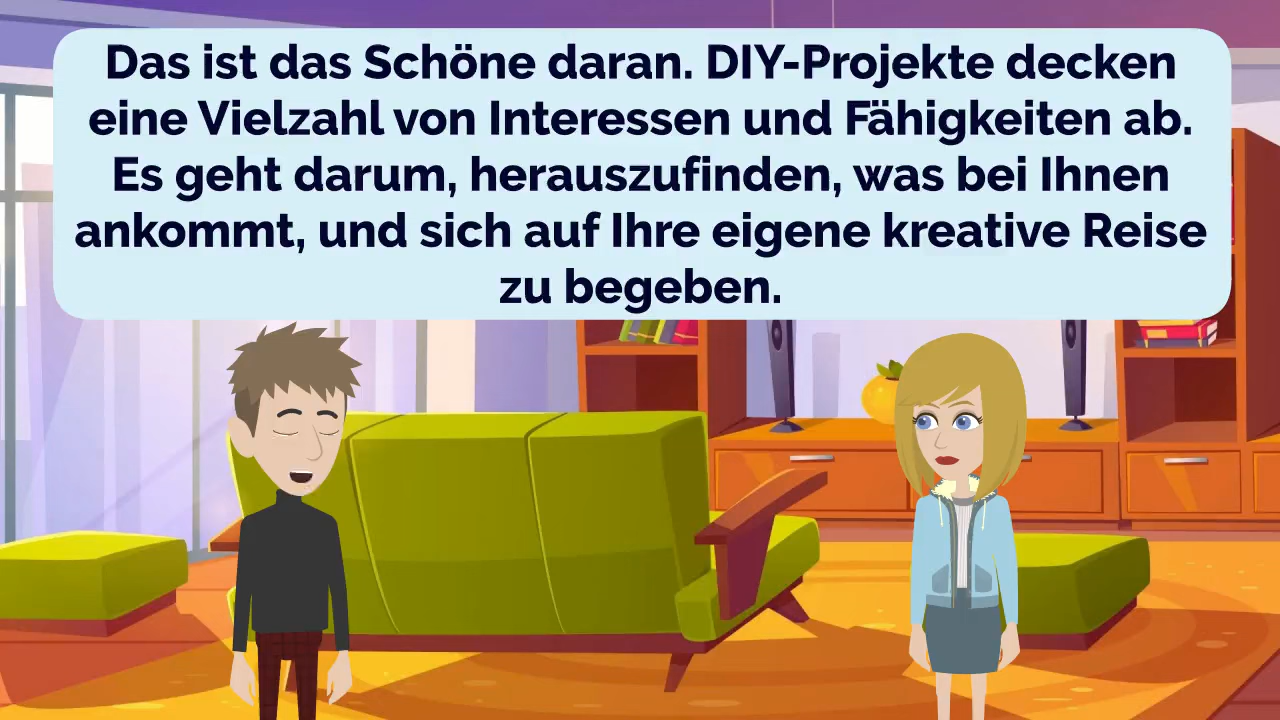 Das ist das Schöne daran. DIY-Projekte decken
eine Vielzahl von Interessen und Fähigkeiten ab.
Es geht darum, herauszufinden, was bei Ihnen
ankommt, und sich auf Ihre eigene kreative Reise
zu begeben.